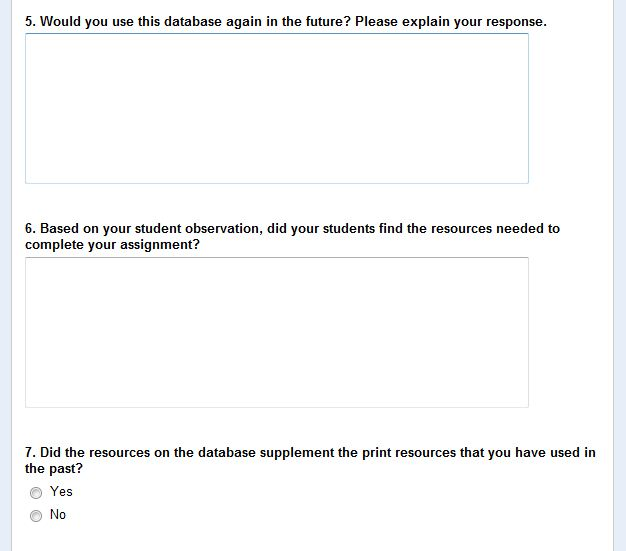 5. Would you use this database again in the future? Please explain your response.
6. Based on your student observation, did your students find the resources needed to
complete your assignment?
7. Did the resources on the database supplement the print resources that you have used in
the past?
Yes
No